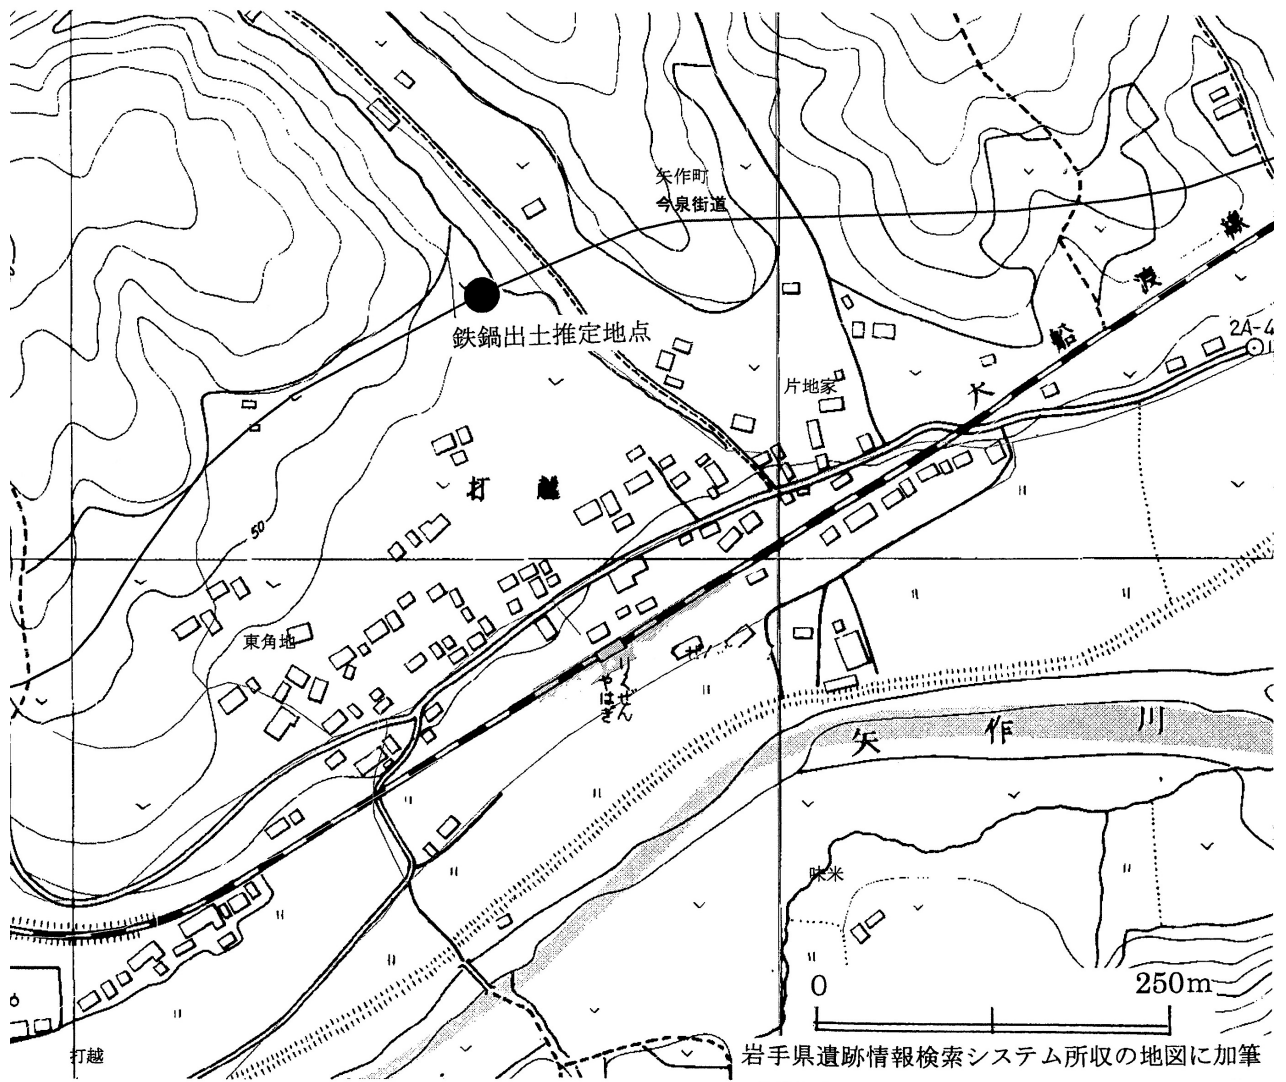 矢作町
今泉街道
鉄鍋出土推定地点
大船渡線
2A-4
片地家
打越
50
東角地
りくぜん
やはぎ
矢作川
味米
0 250m
打越
岩手県遺跡情報検索システム所収の地図に加筆